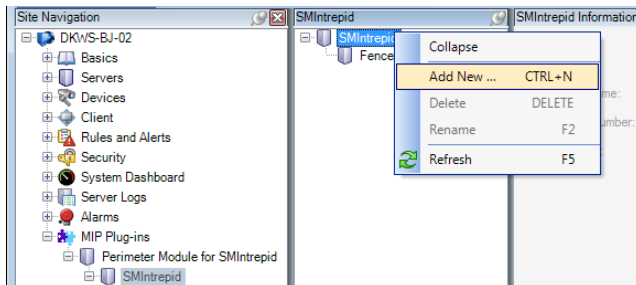 Site Navigation
DKWS-BJ-02
Basics
Servers
Devices
Client
Rules and Alerts
Security
System Dashboard
Server Logs
Alarms
MIP Plug-ins
Perimeter Module for SMIntrepid
SMIntrepid
SMIntrepid
SMIntrepid
Fence
Collapse
Add New ... CTRL+N
Delete DELETE
Rename F2
Refresh F5
SMIntrepid Information
me:
umber: